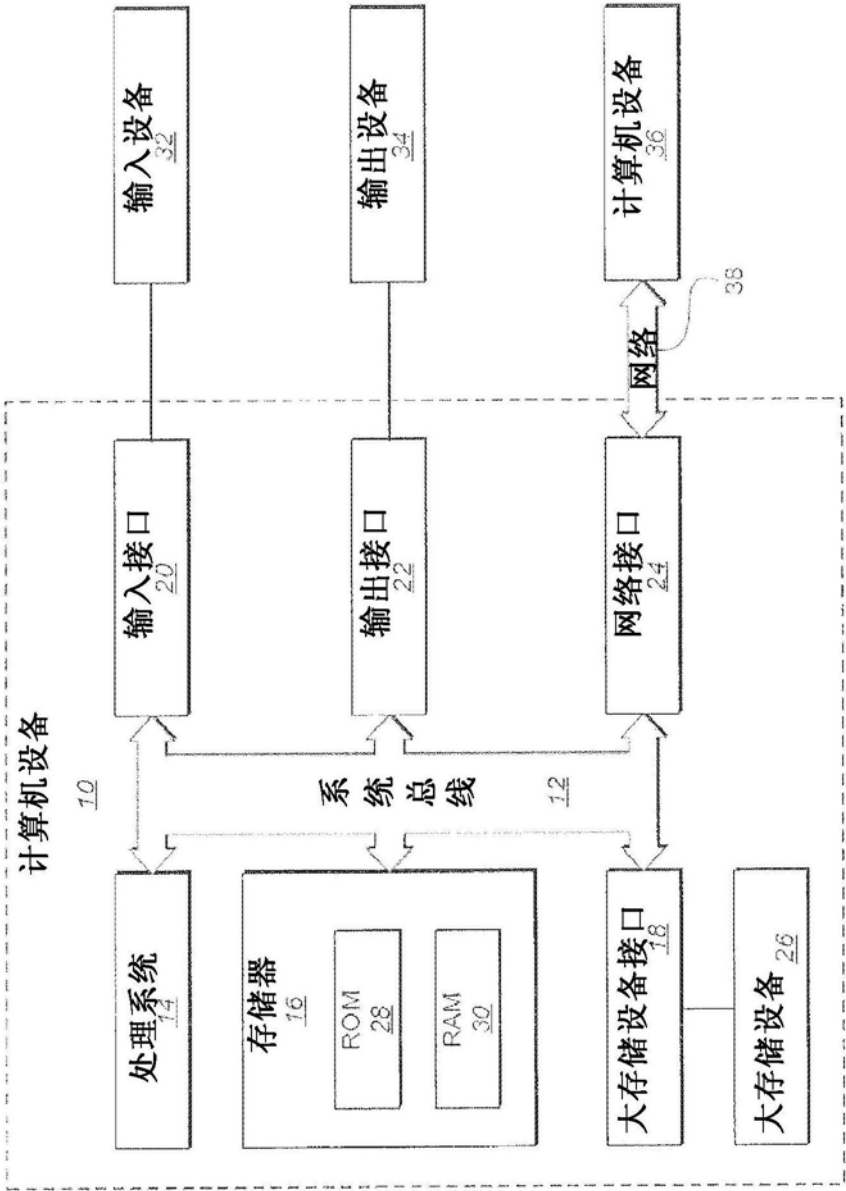 计算机设备
10
处理系统
14
存储器
16
ROM
28
RAM
30
大存储设备接口
18
大存储设备
26
系统总线
12
输入接口
20
输出接口
22
网络接口
24
输入设备
32
输出设备
34
网络
38
计算机设备
36